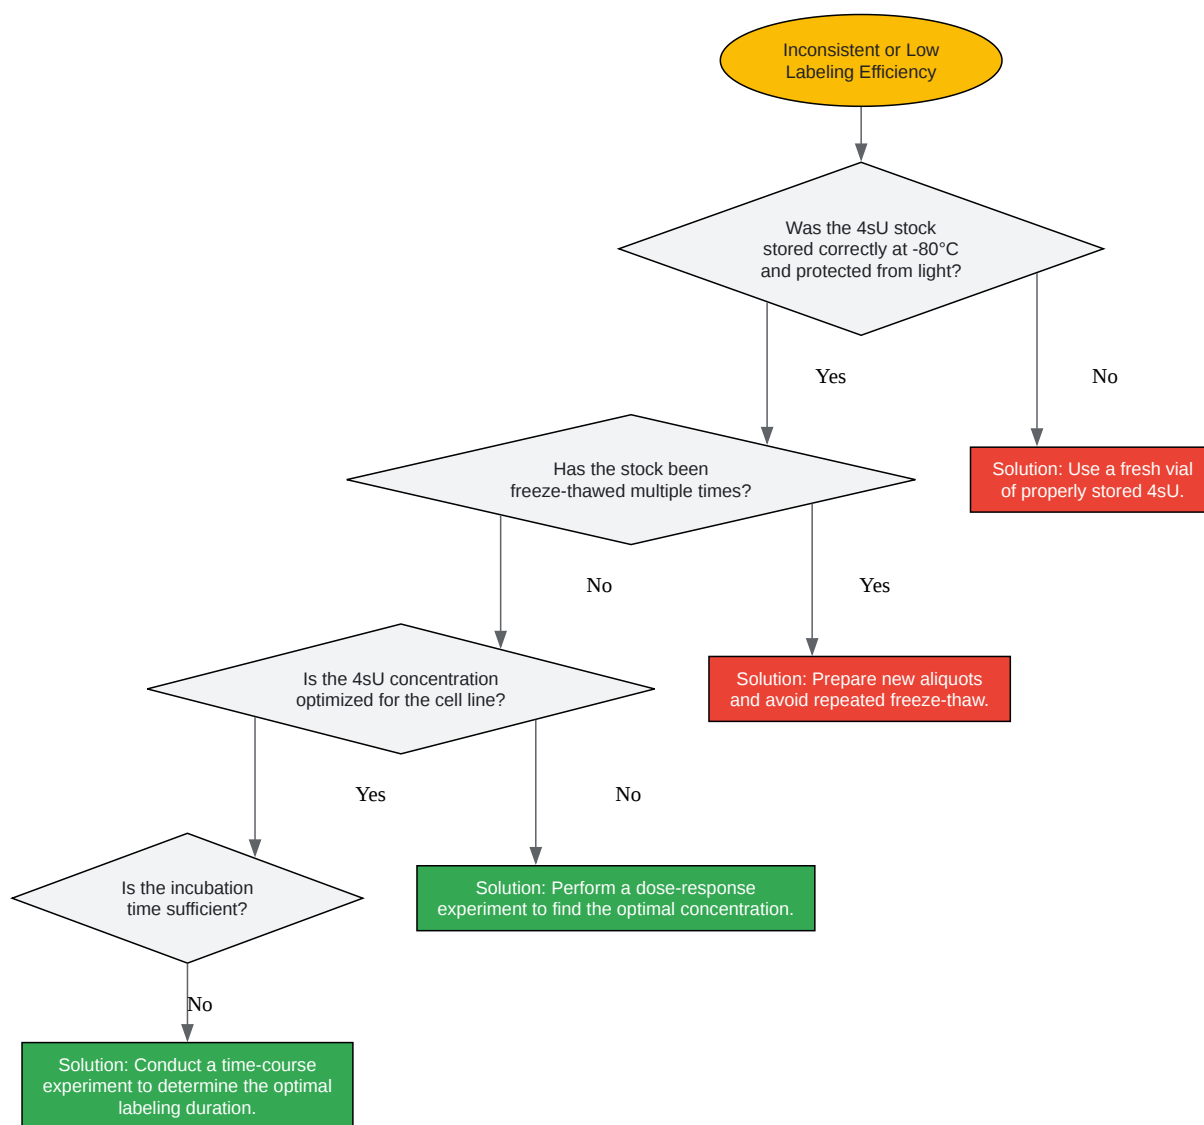 Inconsistent or Low
Labeling Efficiency
Was the 4sU stock
stored correctly at -80°C
and protected from light?
Yes
No
Has the stock been
freeze-thawed multiple times?
Solution: Use a fresh vial
of properly stored 4sU.
No
Yes
Is the 4sU concentration
optimized for the cell line?
Solution: Prepare new aliquots
and avoid repeated freeze-thaw.
Yes
No
Is the incubation
time sufficient?
Solution: Perform a dose-response
experiment to find the optimal concentration.
No
Solution: Conduct a time-course
experiment to determine the optimal
labeling duration.